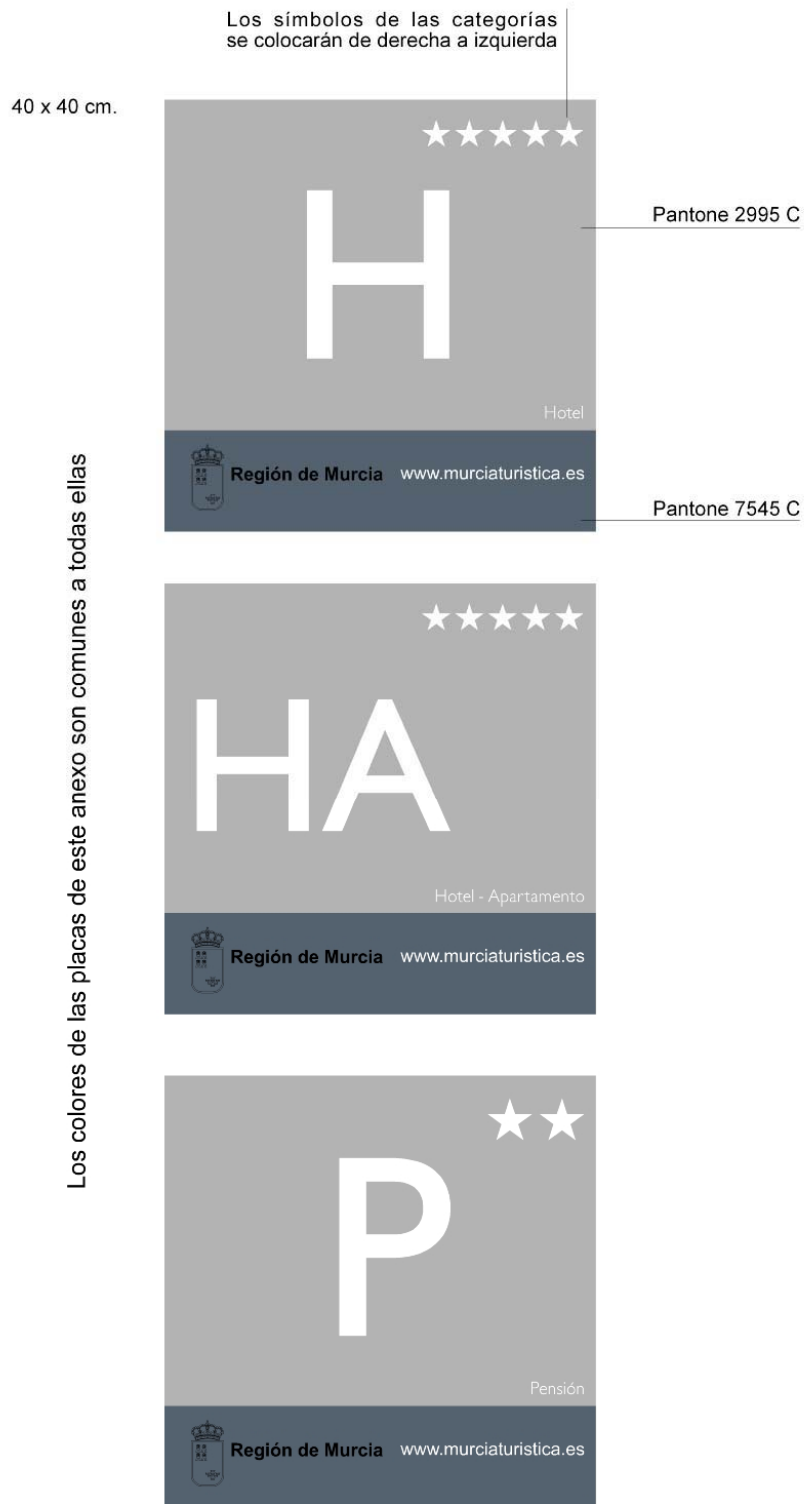 Los símbolos de las categorías
se colocarán de derecha a izquierda
40 x 40 cm.
H
Pantone 2995 C
Hotel
Región de Murcia www.murciaturistica.es
Pantone 7545 C
Los colores de las placas de este anexo son comunes a todas ellas
HA
Hotel - Apartamento
Región de Murcia www.murciaturistica.es
P
Pensión
Región de Murcia www.murciaturistica.es